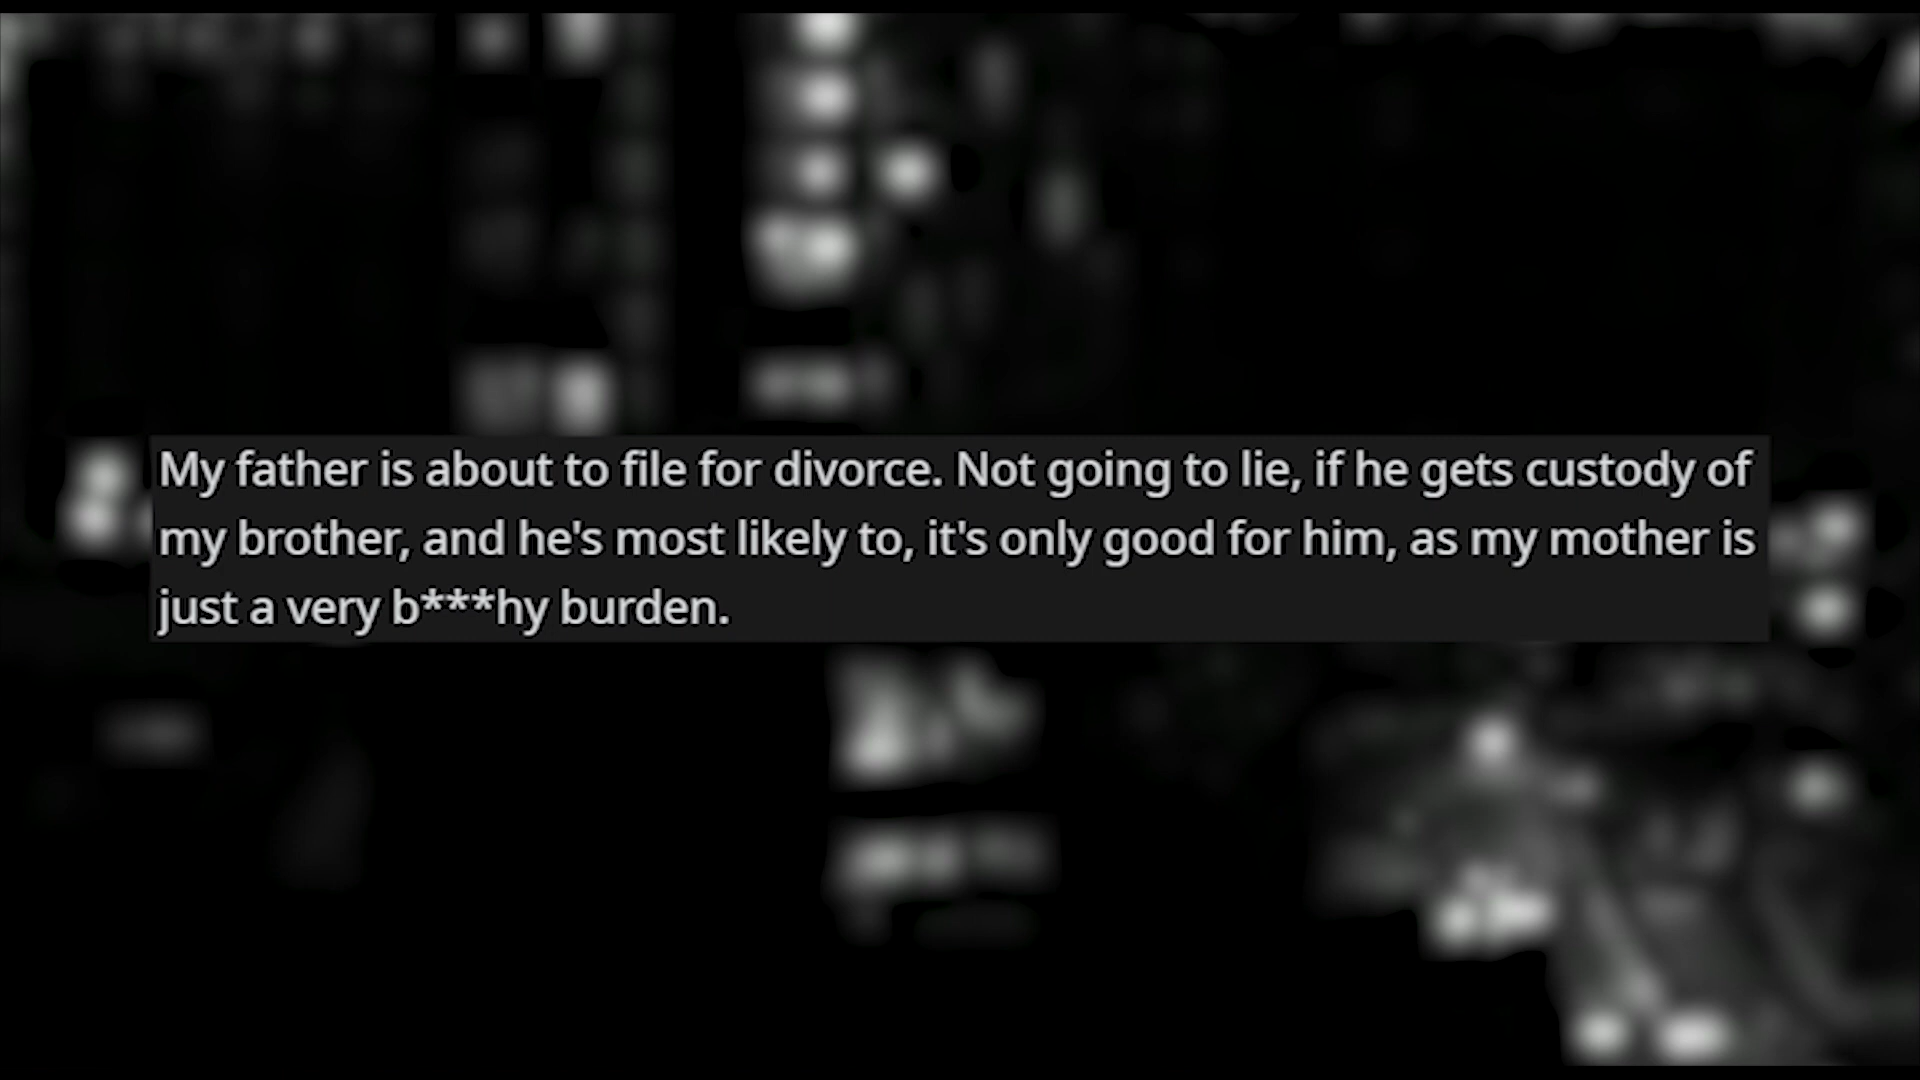 My father is about to file for divorce. Not going to lie, if he gets custody of
my brother, and he's most likely to, it's only good for him, as my mother is
just a very b***hy burden.